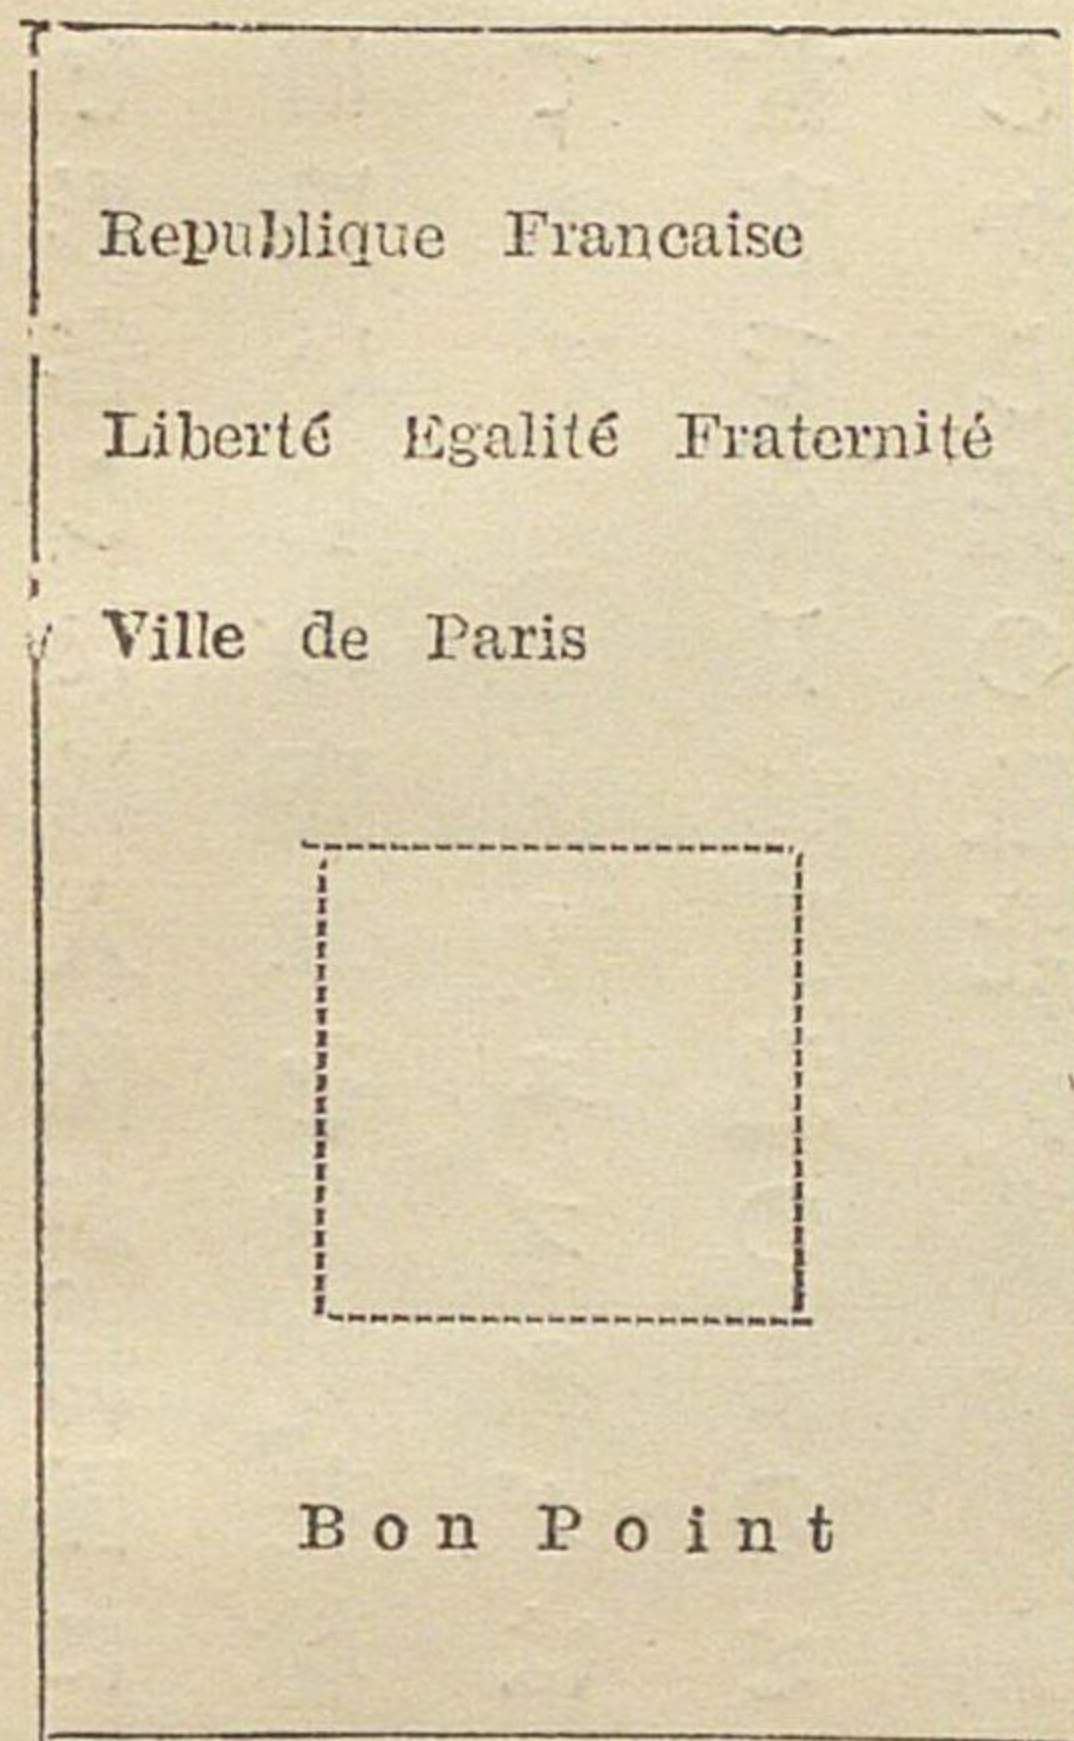 Republique Francaise
Liberté Egalité Fraternité
Ville de Paris
Bon Point